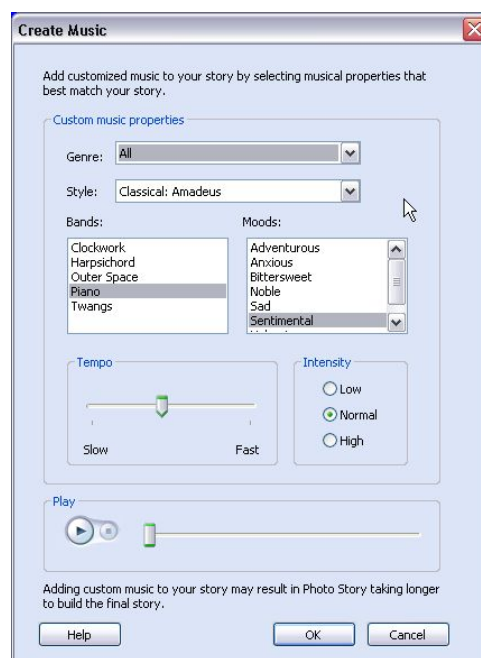 Create Music
Add customized music to your story by selecting musical properties that
best match your story.
Custom music properties
Genre: All
Style: Classical: Amadeus
Bands: Moods:
Clockwork
Harpsichord
Outer Space
Piano
Twangs
Adventurous
Anxious
Bittersweet
Noble
Sad
Sentimental
Tempo
Slow Fast
Intensity
Low
Normal
High
Play
Adding custom music to your story may result in Photo Story taking longer
to build the final story.
Help OK Cancel